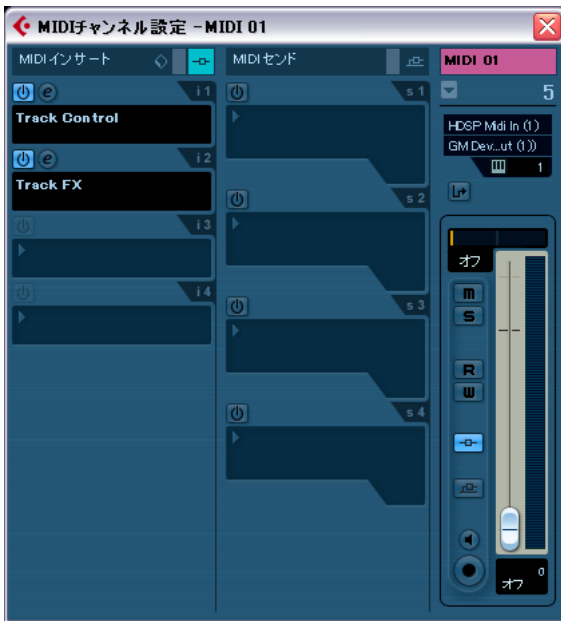 MIDIチャンネル設定 - MIDI 01
MIDIインサート
MIDIセンド
MIDI 01
e
i 1
Track Control
e
i 2
Track FX
i 3
i 4
s 1
s 2
s 3
s 4
5
HDSP Midi In (1)
GM Dev...ut (1))
1
オフ
m
S
R
W
オフ
0